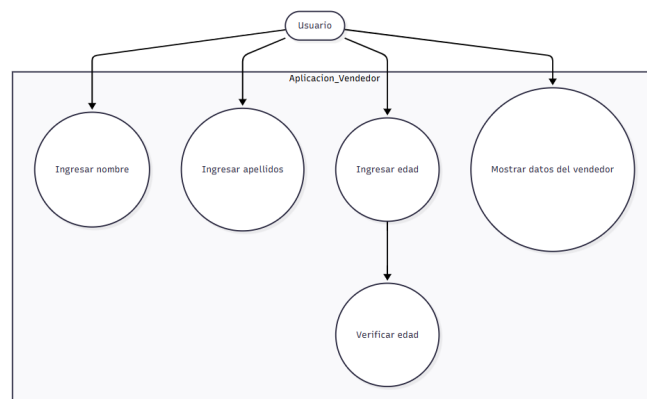 Usuario
Aplicacion_Vendedor
Ingresar nombre
Ingresar apellidos
Ingresar edad
Mostrar datos del vendedor
Verificar edad